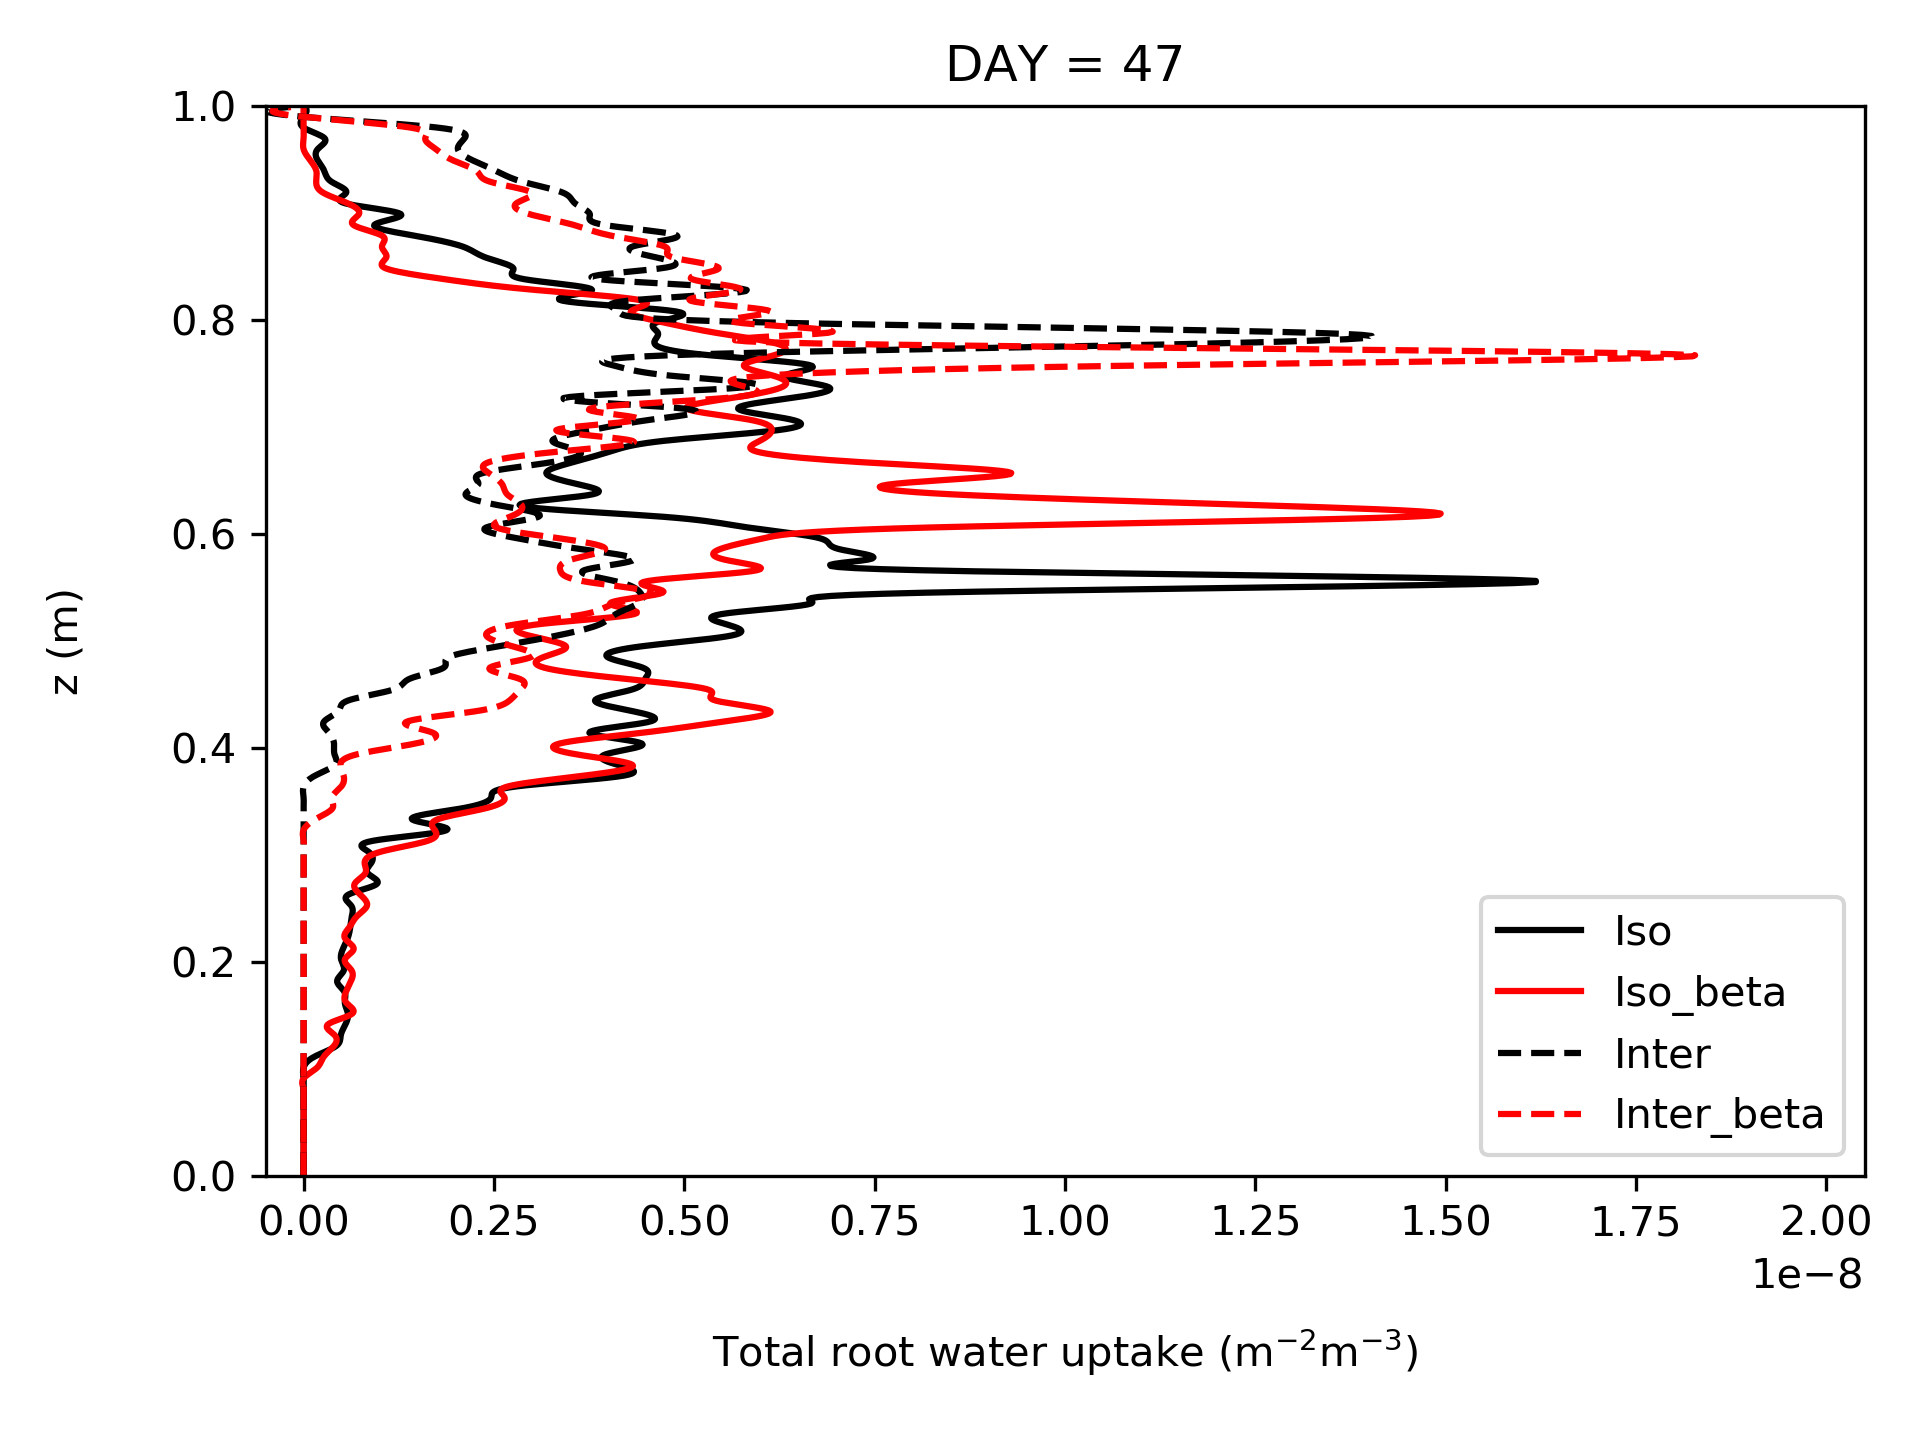 DAY = 47
1.0
0.8
0.6
0.4
0.2
0.0
z (m)
0.00 0.25 0.50 0.75 1.00 1.25 1.50 1.75 2.00
1e−8
Total root water uptake (m⁻²m⁻³)
Iso
Iso_beta
Inter
Inter_beta